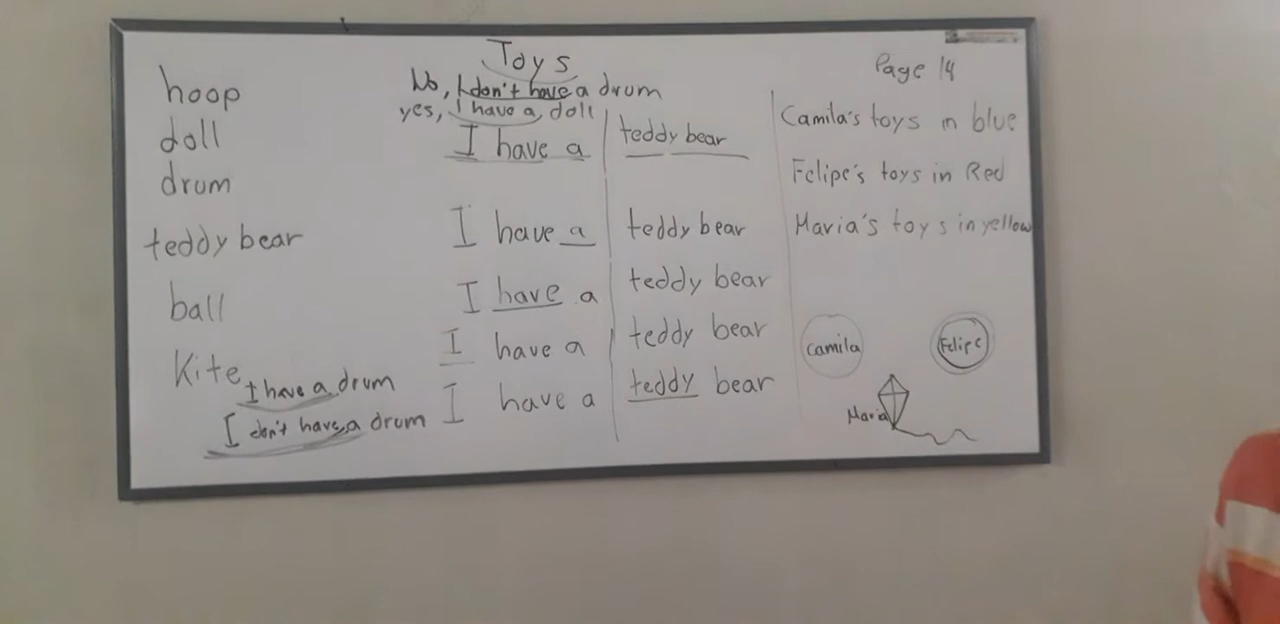 Toys
Page 14
hoop
doll
drum
teddy bear
ball
Kite
I have a drum
I don't have a drum
No, I don't have a drum
yes, I have a doll
I have a teddy bear
I have a teddy bear
I have a teddy bear
I have a teddy bear
I have a teddy bear
Camila's toys in blue
Felipe's toys in Red
Maria's toys in yellow
Camila
Felipe
Maria